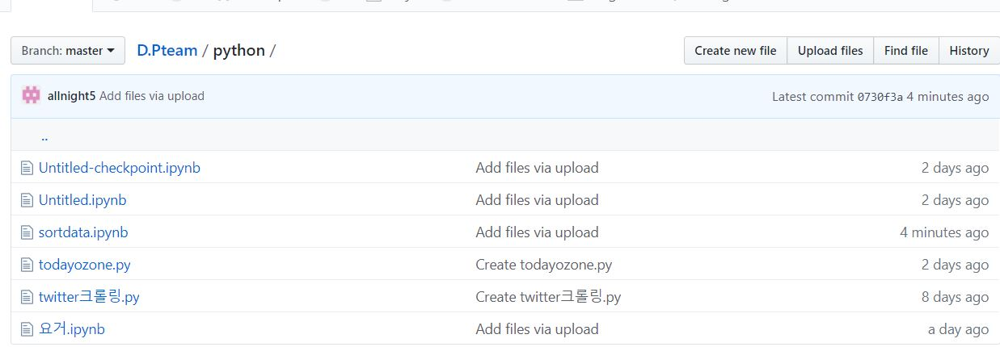 Branch: master D.Pteam / python / Create new file Upload files Find file History
allnight5 Add files via upload Latest commit 0730f3a 4 minutes ago
..
Untitled-checkpoint.ipynb Add files via upload 2 days ago
Untitled.ipynb Add files via upload 2 days ago
sortdata.ipynb Add files via upload 4 minutes ago
todayozone.py Create todayozone.py 2 days ago
twitter크롤링.py Create twitter크롤링.py 8 days ago
요거.ipynb Add files via upload a day ago